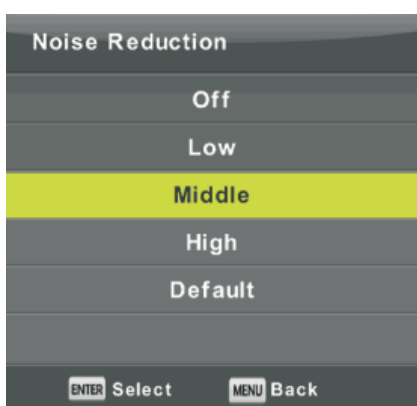 Noise Reduction
Off
Low
Middle
High
Default
ENTER Select MENU Back